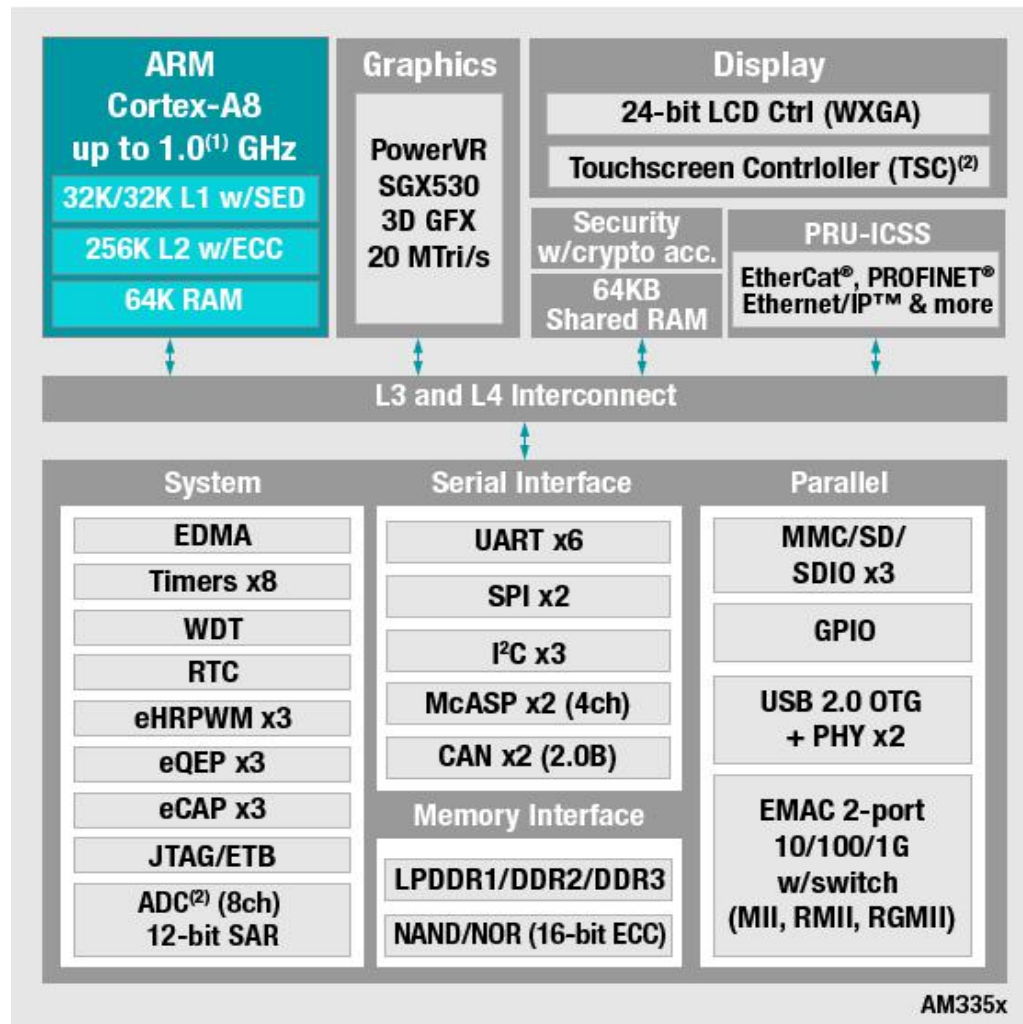 ARM
Cortex-A8
up to 1.0⁽¹⁾ GHz
32K/32K L1 w/SED
256K L2 w/ECC
64K RAM
Graphics
PowerVR
SGX530
3D GFX
20 MTri/s
Display
24-bit LCD Ctrl (WXGA)
Touchscreen Contrloller (TSC)⁽²⁾
Security
w/crypto acc.
64KB
Shared RAM
PRU-ICSS
EtherCat®, PROFINET®
Ethernet/IP™ & more
L3 and L4 Interconnect
System
EDMA
Timers x8
WDT
RTC
eHRPWM x3
eQEP x3
eCAP x3
JTAG/ETB
ADC⁽²⁾ (8ch)
12-bit SAR
Serial Interface
UART x6
SPI x2
I²C x3
McASP x2 (4ch)
CAN x2 (2.0B)
Memory Interface
LPDDR1/DDR2/DDR3
NAND/NOR (16-bit ECC)
Parallel
MMC/SD/
SDIO x3
GPIO
USB 2.0 OTG
+ PHY x2
EMAC 2-port
10/100/1G
w/switch
(MII, RMII, RGMII)
AM335x